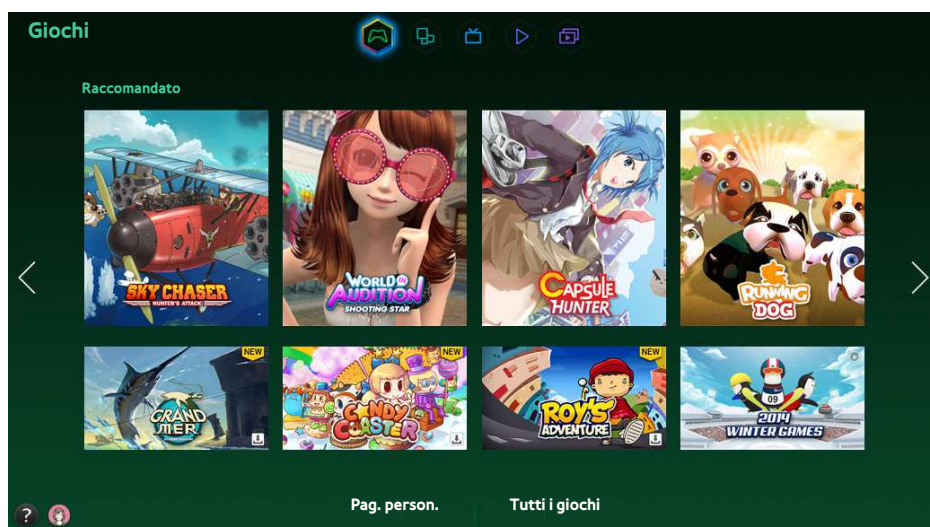 Giochi
Raccomandato
SKY CHASER
HUNTER'S ATTACK
WORLD IN
AUDITION
SHOOTING STAR
CAPSULE
HUNTER
RUNNING
DOG
NEW
GRAND
MER
NEW
CANDY
COASTER
NEW
ROY'S
ADVENTURE
09
2014
WINTER GAMES
Pag. person.
Tutti i giochi
?